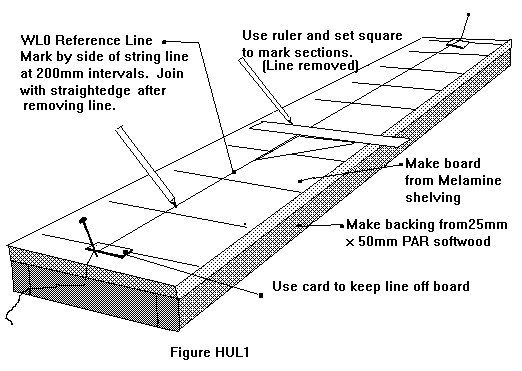 WL0 Reference Line
Mark by side of string line
at 200mm intervals. Join
with straightedge after
removing line.
Use ruler and set square
to mark sections.
(Line removed)
Make board
from Melamine
shelving
Make backing from25mm
x 50mm PAR softwood
Use card to keep line off board
Figure HUL1